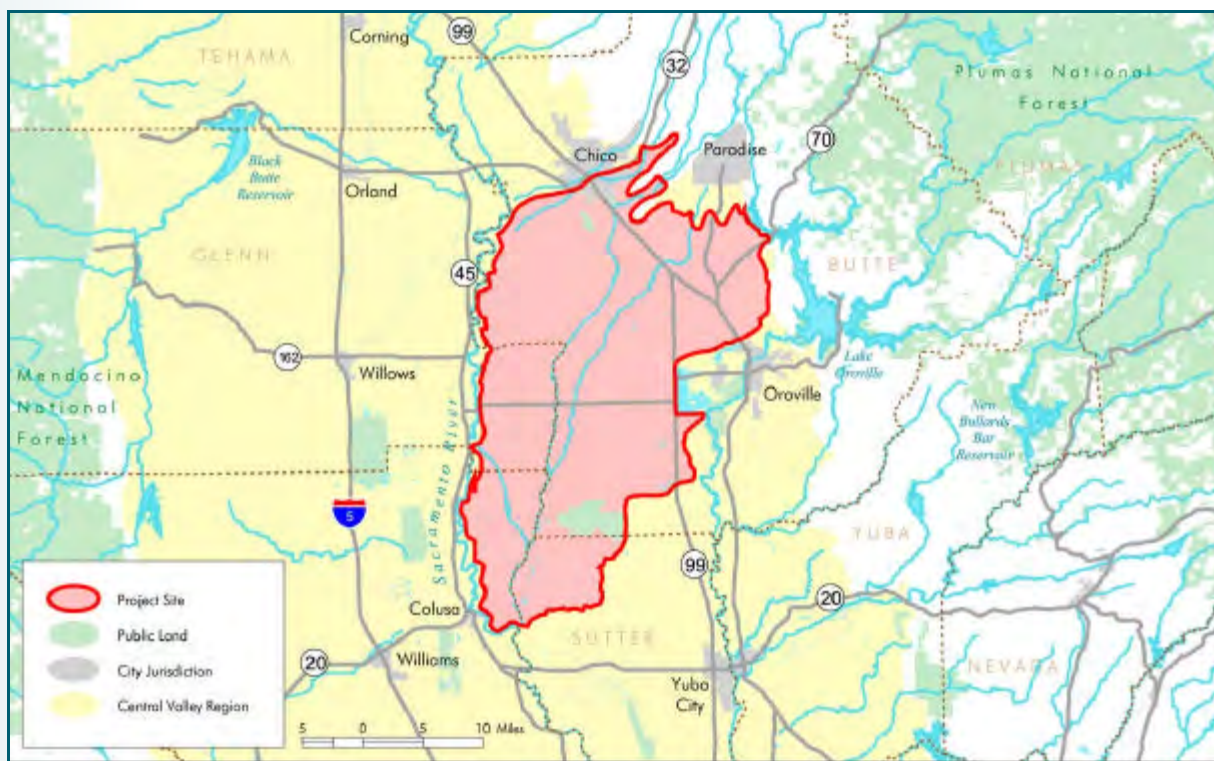 Corning
99
32
TEHAMA
Plumas National
Forest
70
Chico
Paradise
PLUMAS
Black
Butte
Reservoir
Orland
GLENN
45
BUTTE
162
Willows
Lake
Oroville
Oroville
Mendocino
National
Forest
New
Bullards
Bar
Reservoir
Sacramento River
5
YUBA
99
20
Colusa
SUTTER
NEVADA
20
Williams
Yuba
City
Project Site
Public Land
City Jurisdiction
Central Valley Region
5 0 5 10 Miles